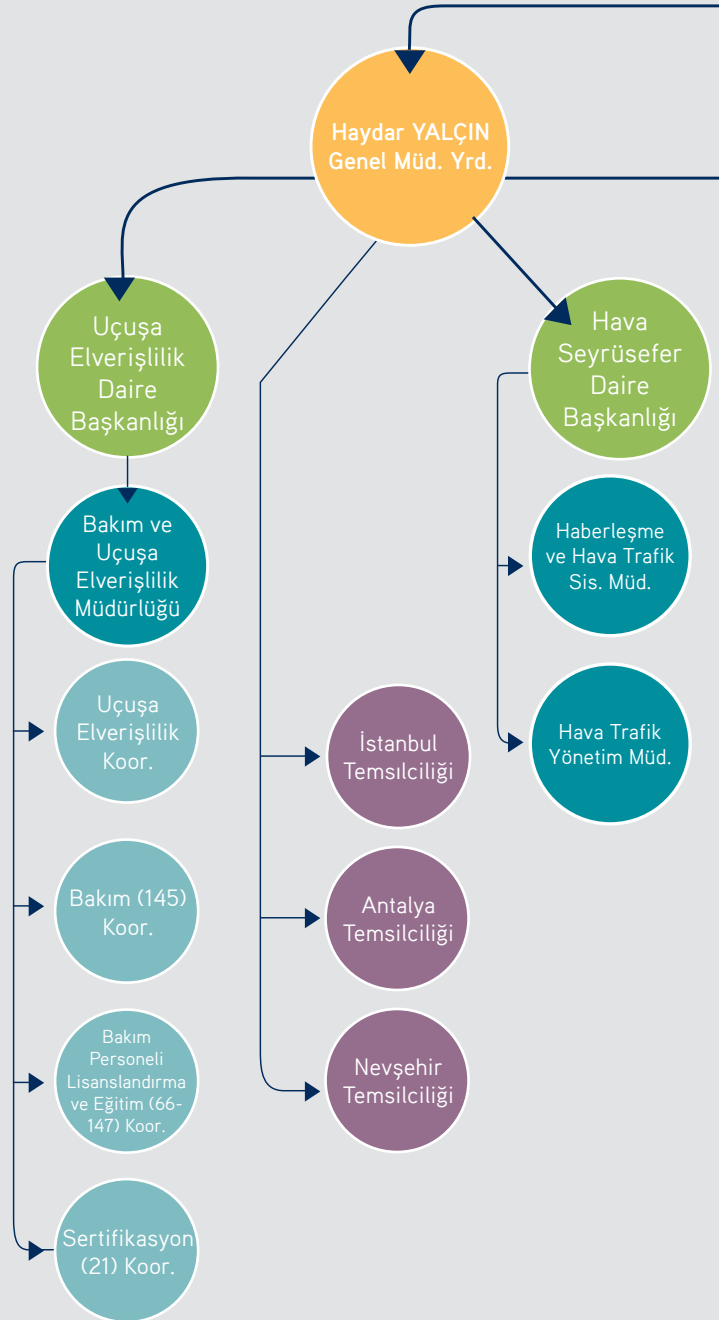 Haydar YALÇIN
Genel Müd. Yrd.
Uçuşa
Elverişlilik
Daire
Başkanlığı
Hava
Seyrüsefer
Daire
Başkanlığı
Bakım ve
Uçuşa
Elverişlilik
Müdürlüğü
Haberleşme
ve Hava Trafik
Sis. Müd.
Uçuşa
Elverişlilik
Koor.
İstanbul
Temsilciliği
Hava Trafik
Yönetim Müd.
Bakım (145)
Koor.
Antalya
Temsilciliği
Bakım
Personeli
Lisanslandırma
ve Eğitim (66-
147) Koor.
Nevşehir
Temsilciliği
Sertifikasyon
(21) Koor.